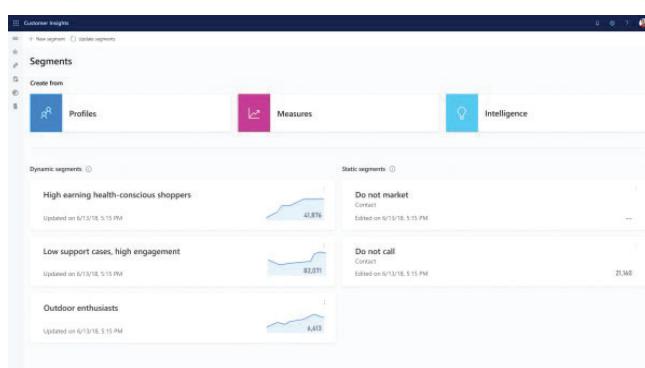 Customer Insights
+ New segment Update segments
Segments
Create from
Profiles
Measures
Intelligence
Dynamic segments
Static segments
High earning health-conscious shoppers
Updated on 6/13/18, 5:15 PM
41,876
Do not market
Contact
Edited on 6/13/18, 5:15 PM
--
Low support cases, high engagement
Updated on 6/13/18, 5:15 PM
82,071
Do not call
Contact
Edited on 6/13/18, 5:15 PM
21,160
Outdoor enthusiasts
Updated on 6/13/18, 5:15 PM
6,613